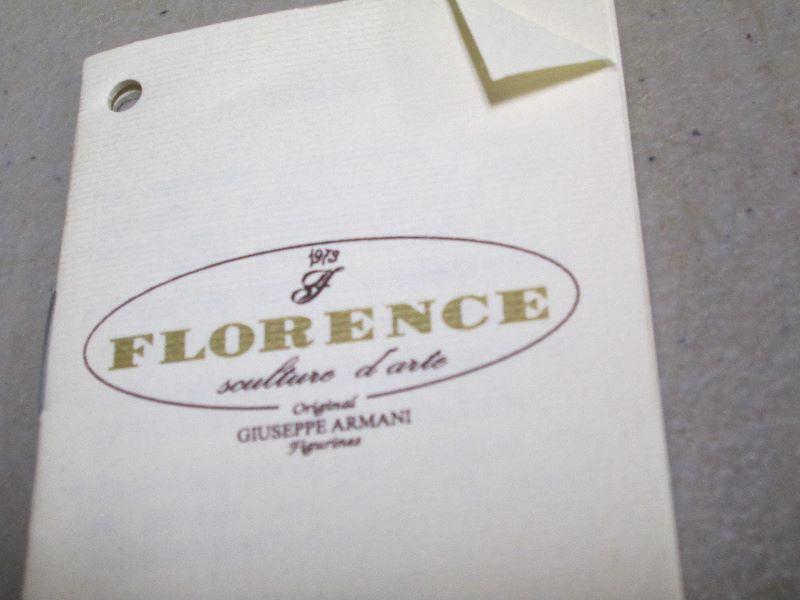 1973
FLORENCE
sculture d'arte
Original
GIUSEPPE ARMANI
Figurines